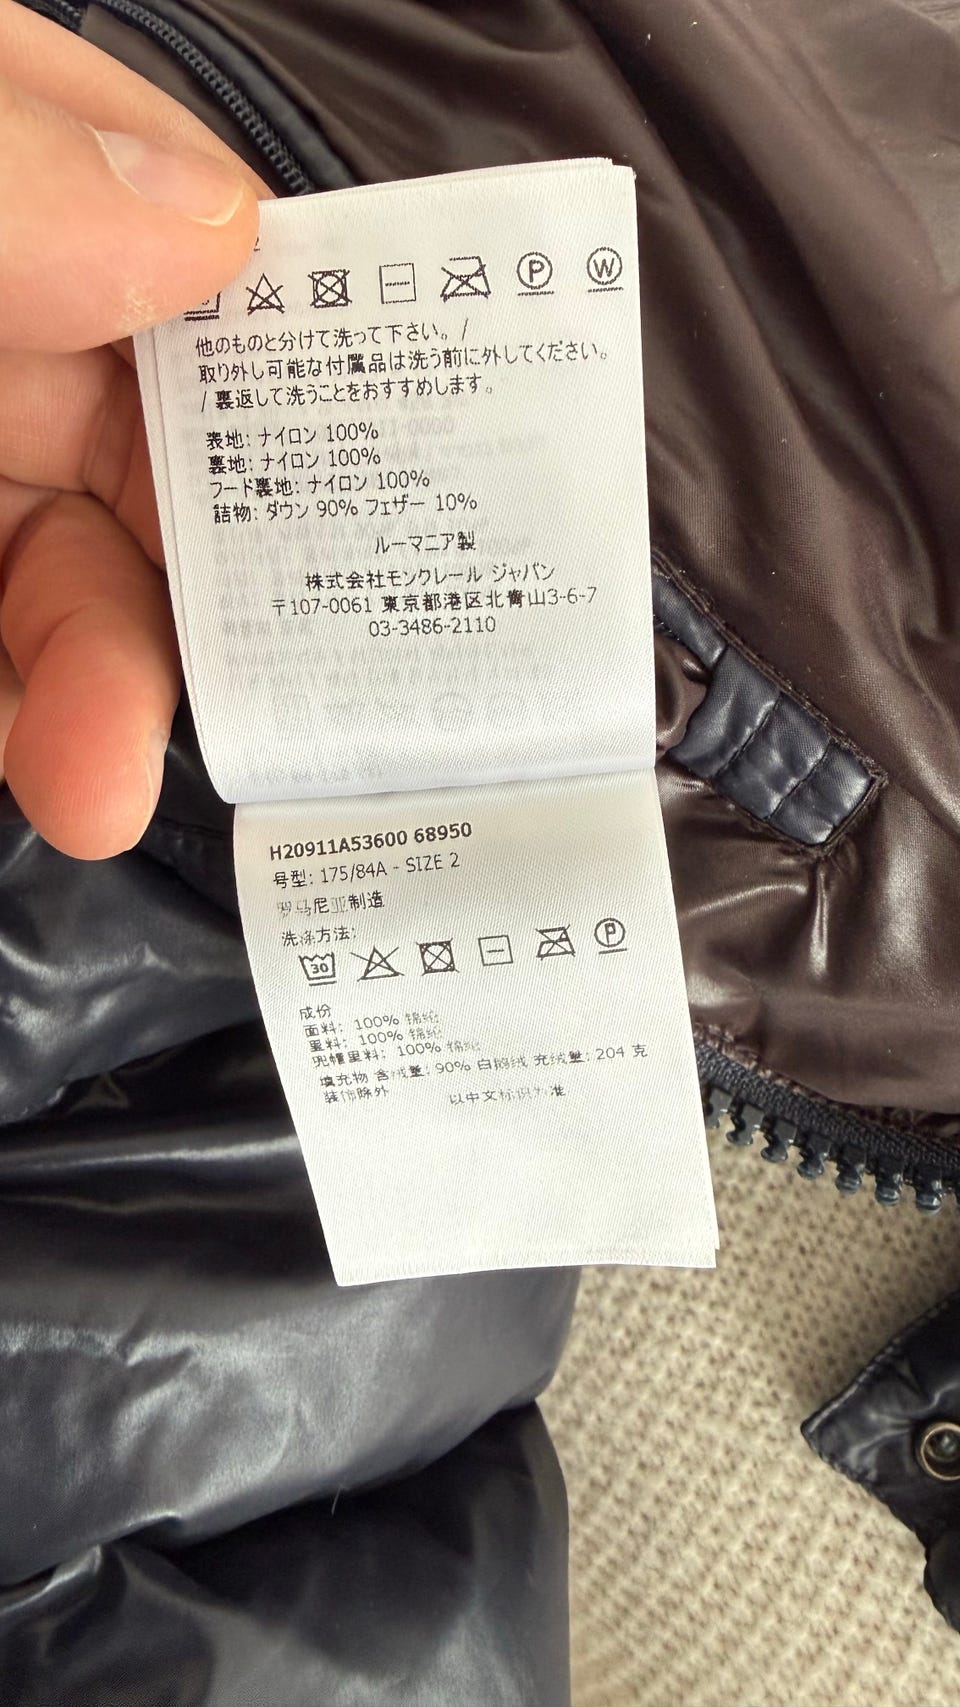 2
30
P
W
他のものと分けて洗って下さい。/
取り外し可能な付属品は洗う前に外してください。
/ 裏返して洗うことをおすすめします。
表地: ナイロン 100%
裏地: ナイロン 100%
フード裏地: ナイロン 100%
詰物: ダウン 90% フェザー 10%
ルーマニア製
株式会社モンクレール ジャパン
〒107-0061 東京都港区北青山3-6-7
03-3486-2110
H20911A53600 68950
号型: 175/84A - SIZE 2
罗马尼亚制造
洗涤方法:
30
P
成份
面料: 100% 锦纶
里料: 100% 锦纶
兜帽里料: 100% 锦纶
填充物 含绒量: 90% 白鹅绒 充绒量: 204 克
装饰除外
以中文标识为准